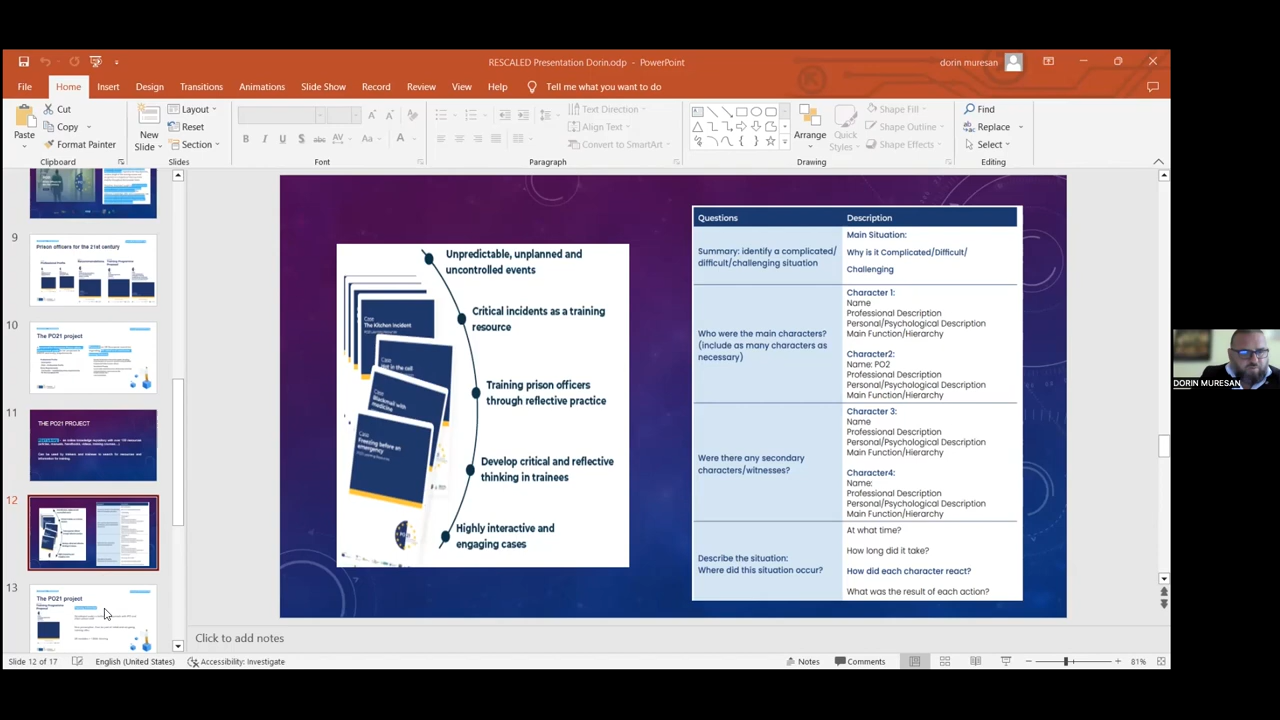 RESCALED Presentation Dorin.odp - PowerPoint
dorin muresan
File Home Insert Design Transitions Animations Slide Show Record Review View Help Tell me what you want to do
Paste
Cut
Copy
Format Painter
Clipboard
New
Slide
Layout
Reset
Section
Slides
Font
Text Direction
Align Text
Convert to SmartArt
Paragraph
Arrange
Quick
Styles
Shape Fill
Shape Outline
Shape Effects
Drawing
Find
Replace
Select
Editing
9
Prison officers for the 21st century
10
The PO21 project
11
THE PO21 PROJECT
12
13
The PO21 project
Unpredictable, unplanned and
uncontrolled events
Critical incidents as a training
resource
Training prison officers
through reflective practice
Develop critical and reflective
thinking in trainees
Highly interactive and
engaging cases
Case
The Kitchen incident
Case
Blackmail with
medicine
Case
Freezing before an
emergency
Questions Description
Summary: identify a complicated/
difficult/challenging situation
Main Situation:
Why is it Complicated/Difficult/
Challenging
Who were the main characters?
(include as many characters as
necessary)
Character 1:
Name
Professional Description
Personal/Psychological Description
Main Function/Hierarchy
Character2:
Name: PO2
Professional Description
Personal/Psychological Description
Main Function/Hierarchy
Were there any secondary
characters/witnesses?
Character 3:
Name
Professional Description
Personal/Psychological Description
Main Function/Hierarchy
Character4:
Name:
Professional Description
Personal/Psychological Description
Main Function/Hierarchy
Describe the situation:
Where did this situation occur?
At what time?
How long did it take?
How did each character react?
What was the result of each action?
DORIN MURESAN
Click to add notes
Slide 12 of 17 English (United States) Accessibility: Investigate Notes Comments 81%